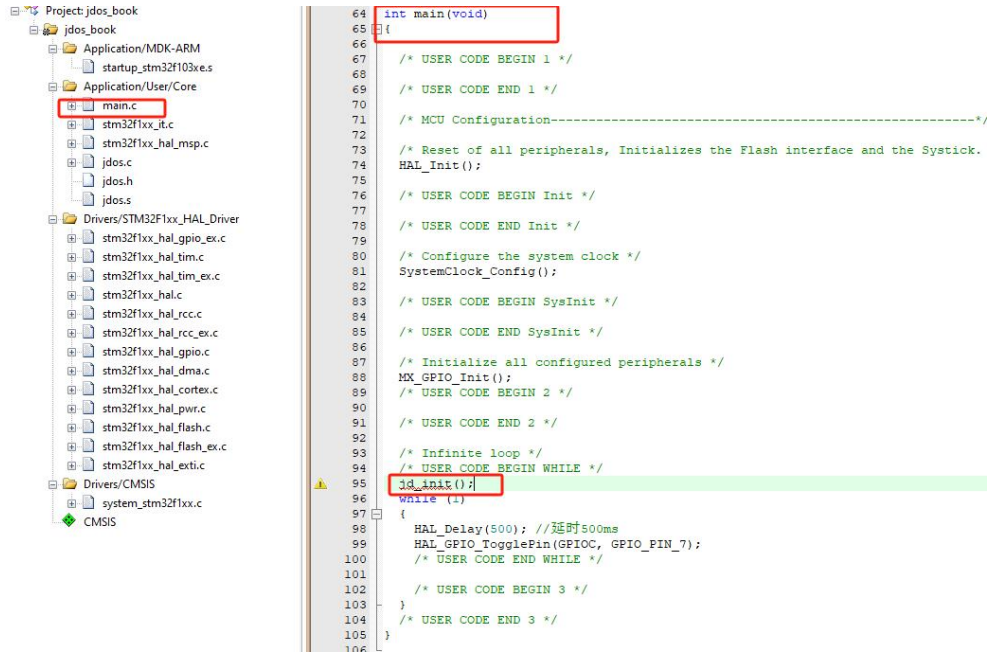 Project: jdos_book
jdos_book
Application/MDK-ARM
startup_stm32f103xe.s
Application/User/Core
main.c
stm32f1xx_it.c
stm32f1xx_hal_msp.c
jdos.c
jdos.h
jdos.s
Drivers/STM32F1xx_HAL_Driver
stm32f1xx_hal_gpio_ex.c
stm32f1xx_hal_tim.c
stm32f1xx_hal_tim_ex.c
stm32f1xx_hal.c
stm32f1xx_hal_rcc.c
stm32f1xx_hal_rcc_ex.c
stm32f1xx_hal_gpio.c
stm32f1xx_hal_dma.c
stm32f1xx_hal_cortex.c
stm32f1xx_hal_pwr.c
stm32f1xx_hal_flash.c
stm32f1xx_hal_flash_ex.c
stm32f1xx_hal_exti.c
Drivers/CMSIS
system_stm32f1xx.c
CMSIS
64 int main(void)
65 {
66
67 /* USER CODE BEGIN 1 */
68
69 /* USER CODE END 1 */
70
71 /* MCU Configuration--------------------------------------------------------*/
72
73 /* Reset of all peripherals, Initializes the Flash interface and the Systick.
74 HAL_Init();
75
76 /* USER CODE BEGIN Init */
77
78 /* USER CODE END Init */
79
80 /* Configure the system clock */
81 SystemClock_Config();
82
83 /* USER CODE BEGIN SysInit */
84
85 /* USER CODE END SysInit */
86
87 /* Initialize all configured peripherals */
88 MX_GPIO_Init();
89 /* USER CODE BEGIN 2 */
90
91 /* USER CODE END 2 */
92
93 /* Infinite loop */
94 /* USER CODE BEGIN WHILE */
95 jd_init();
96 while (1)
97 {
98 HAL_Delay(500); //延时500ms
99 HAL_GPIO_TogglePin(GPIOC, GPIO_PIN_7);
100 /* USER CODE END WHILE */
101
102 /* USER CODE BEGIN 3 */
103 }
104 /* USER CODE END 3 */
105 }
106